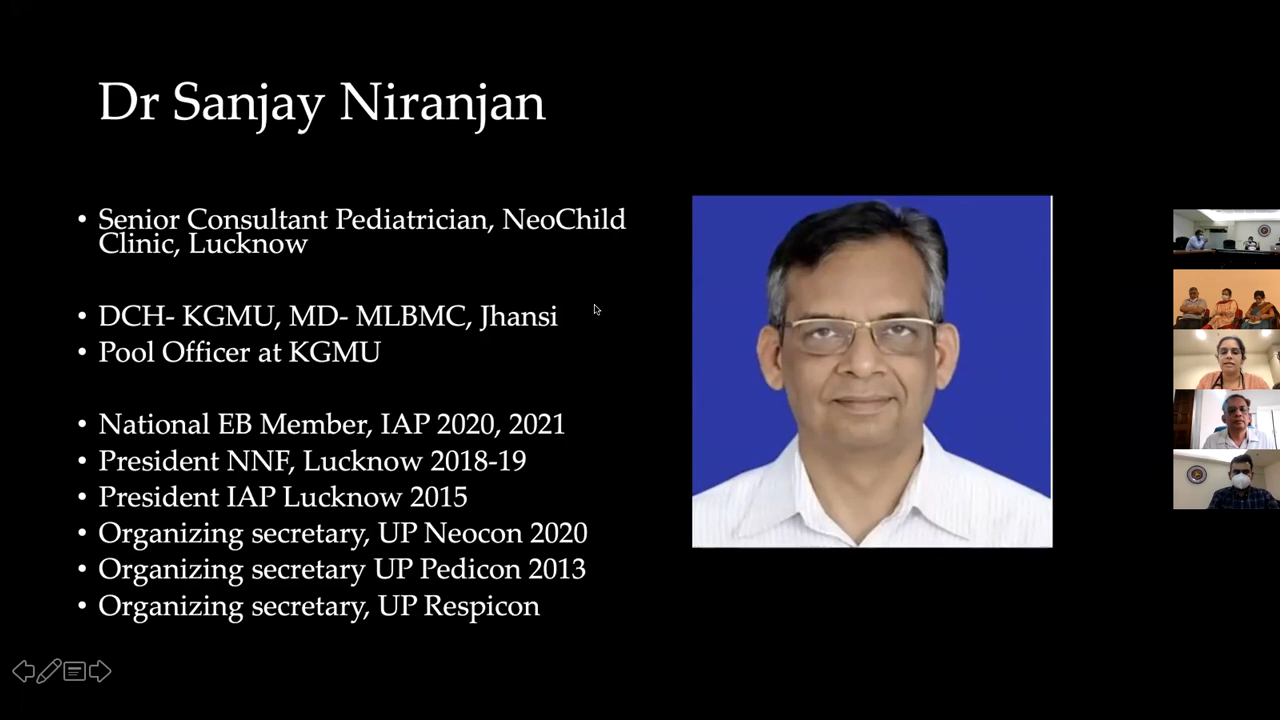 Dr Sanjay Niranjan
• Senior Consultant Pediatrician, NeoChild
Clinic, Lucknow
• DCH- KGMU, MD- MLBMC, Jhansi
• Pool Officer at KGMU
• National EB Member, IAP 2020, 2021
• President NNF, Lucknow 2018-19
• President IAP Lucknow 2015
• Organizing secretary, UP Neocon 2020
• Organizing secretary UP Pedicon 2013
• Organizing secretary, UP Respicon